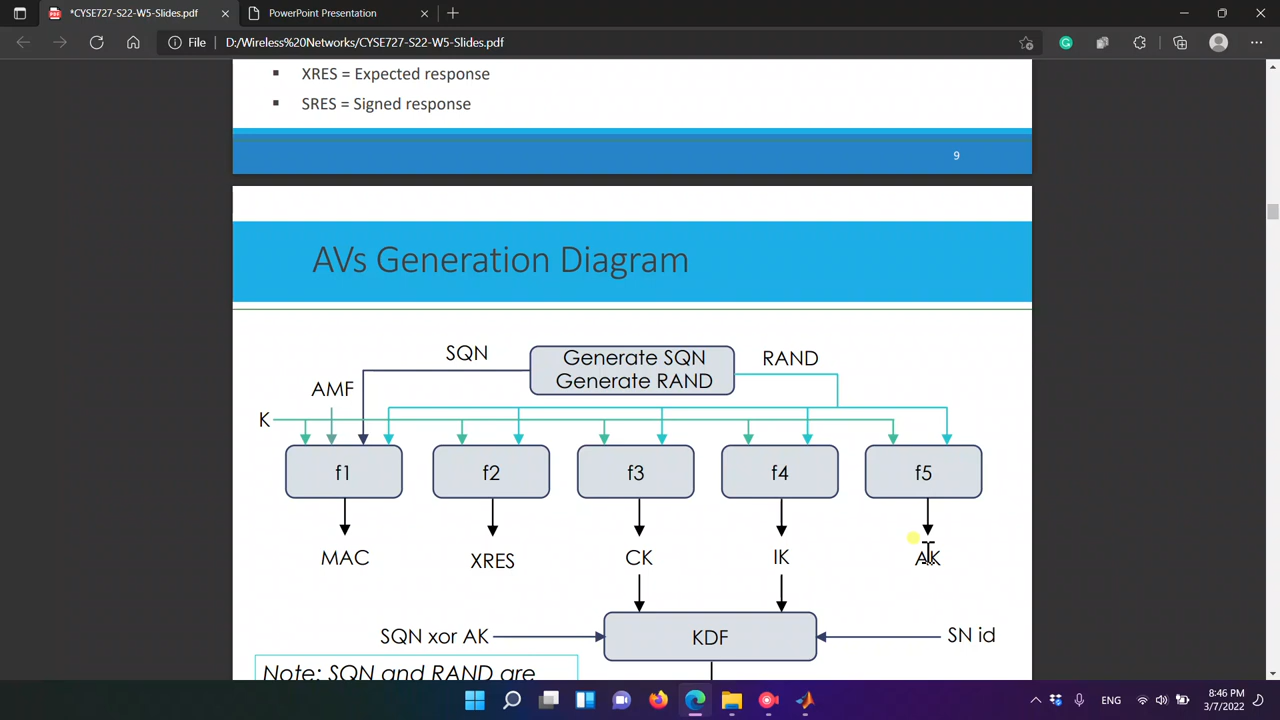 *CYSE727-S22-W5-Slides.pdf
PowerPoint Presentation
File
D:/Wireless%20Networks/CYSE727-S22-W5-Slides.pdf
XRES = Expected response
SRES = Signed response
9
AVs Generation Diagram
SQN
Generate SQN
Generate RAND
RAND
AMF
K
f1
f2
f3
f4
f5
MAC
XRES
CK
IK
AK
SQN xor AK
KDF
SN id
Note: SQN and RAND are
ENG
8:46 PM
3/7/2022